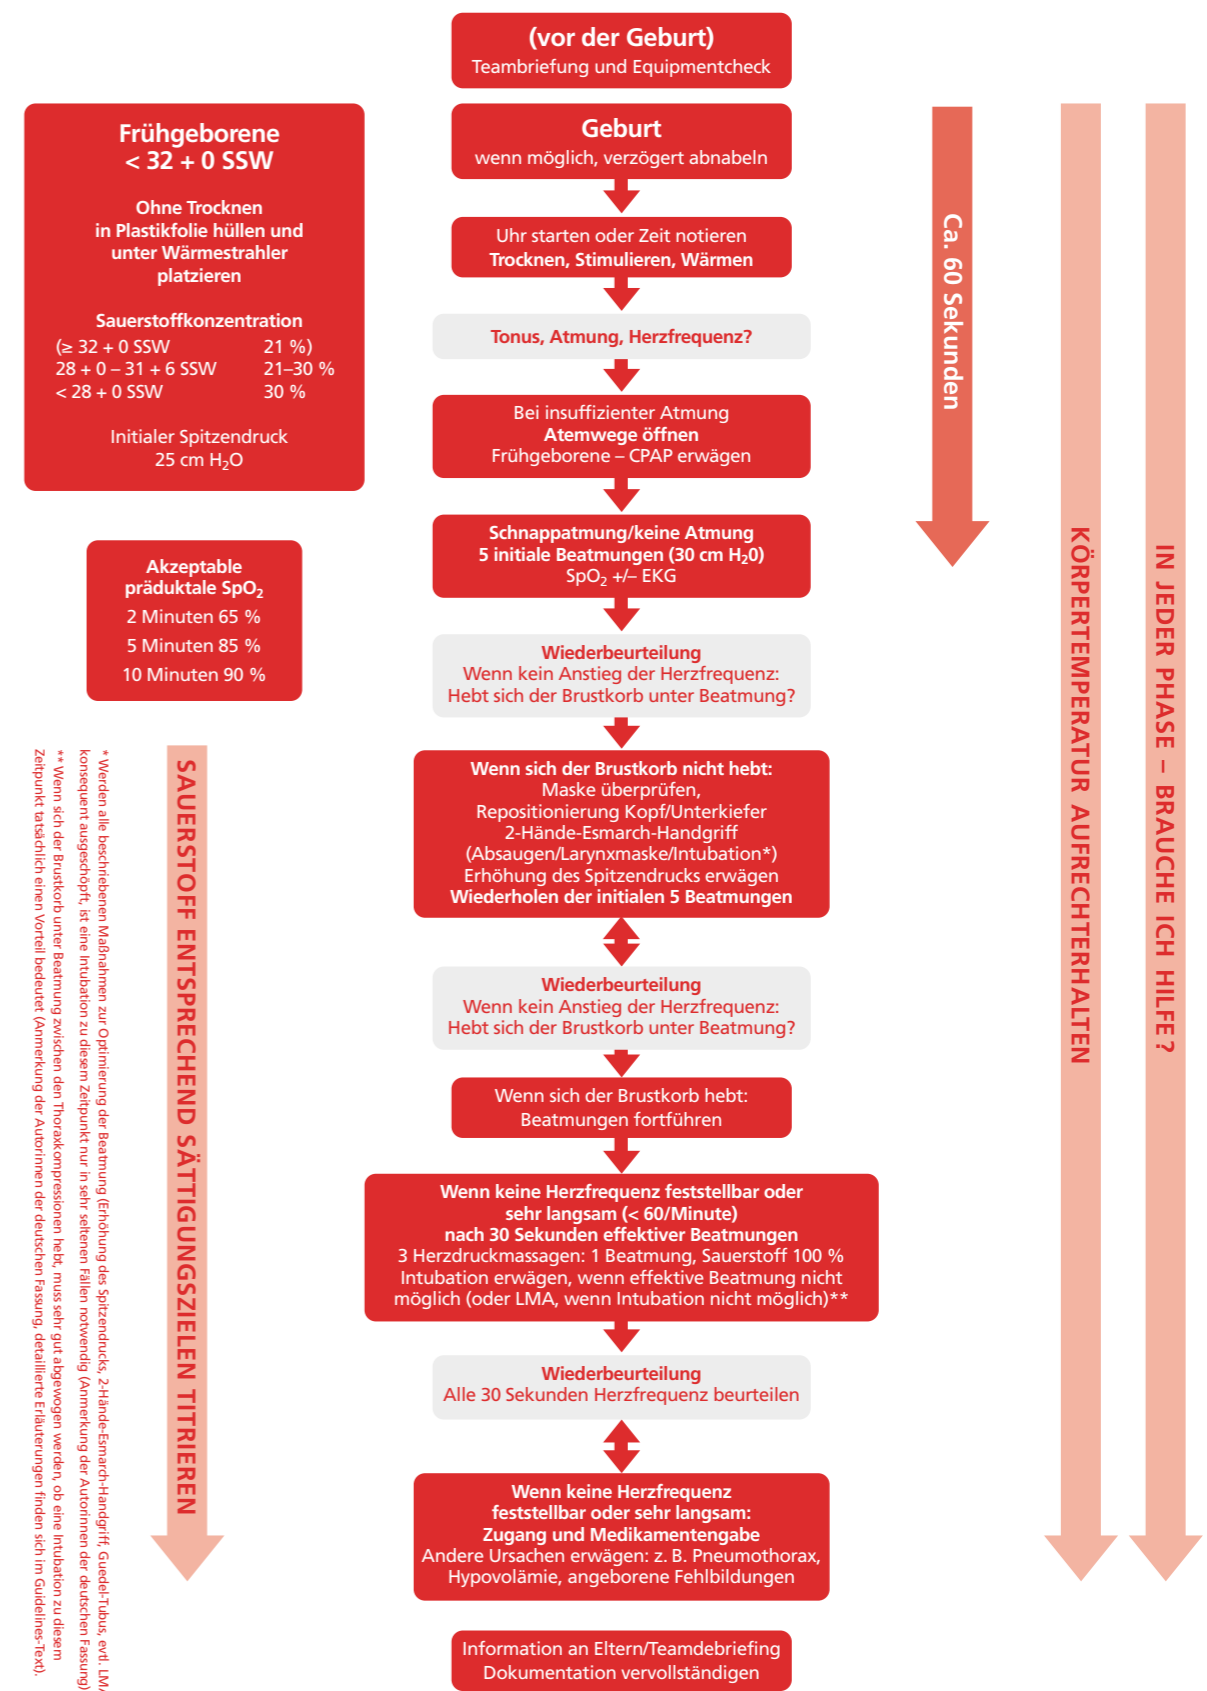 (vor der Geburt)
Teambriefung und Equipmentcheck
Frühgeborene
< 32 + 0 SSW
Ohne Trocknen
in Plastikfolie hüllen und
unter Wärmestrahler
platzieren
Sauerstoffkonzentration
(≥ 32 + 0 SSW 21 %)
28 + 0 – 31 + 6 SSW 21–30 %
< 28 + 0 SSW 30 %
Initialer Spitzendruck
25 cm H₂O
Akzeptable
präduktale SpO₂
2 Minuten 65 %
5 Minuten 85 %
10 Minuten 90 %
Geburt
wenn möglich, verzögert abnabeln
Uhr starten oder Zeit notieren
Trocknen, Stimulieren, Wärmen
Tonus, Atmung, Herzfrequenz?
Bei insuffizienter Atmung
Atemwege öffnen
Frühgeborene – CPAP erwägen
Schnappatmung/keine Atmung
5 initiale Beatmungen (30 cm H₂0)
SpO₂ +/– EKG
Wiederbeurteilung
Wenn kein Anstieg der Herzfrequenz:
Hebt sich der Brustkorb unter Beatmung?
Wenn sich der Brustkorb nicht hebt:
Maske überprüfen,
Repositionierung Kopf/Unterkiefer
2-Hände-Esmarch-Handgriff
(Absaugen/Larynxmaske/Intubation*)
Erhöhung des Spitzendrucks erwägen
Wiederholen der initialen 5 Beatmungen
Wiederbeurteilung
Wenn kein Anstieg der Herzfrequenz:
Hebt sich der Brustkorb unter Beatmung?
Wenn sich der Brustkorb hebt:
Beatmungen fortführen
Wenn keine Herzfrequenz feststellbar oder
sehr langsam (< 60/Minute)
nach 30 Sekunden effektiver Beatmungen
3 Herzdruckmassagen: 1 Beatmung, Sauerstoff 100 %
Intubation erwägen, wenn effektive Beatmung nicht
möglich (oder LMA, wenn Intubation nicht möglich)**
Wiederbeurteilung
Alle 30 Sekunden Herzfrequenz beurteilen
Wenn keine Herzfrequenz
feststellbar oder sehr langsam:
Zugang und Medikamentengabe
Andere Ursachen erwägen: z. B. Pneumothorax,
Hypovolämie, angeborene Fehlbildungen
Information an Eltern/Teamdebriefing
Dokumentation vervollständigen
Ca. 60 Sekunden
KÖRPERTEMPERATUR AUFRECHTERHALTEN
IN JEDER PHASE – BRAUCHE ICH HILFE?
SAUERSTOFF ENTSPRECHEND SÄTTIGUNGSZIELEN TITRIEREN
* Werden alle beschriebenen Maßnahmen zur Optimierung der Beatmung (Erhöhung des Spitzendrucks, 2-Hände-Esmarch-Handgriff, Guedel-Tubus, evtl. LMA
konsequent ausgeschöpft, ist eine Intubation zu diesem Zeitpunkt nur in sehr seltenen Fällen notwendig (Anmerkung der Autorinnen der deutschen Fassung)
** Wenn sich der Brustkorb unter Beatmung zwischen den Thoraxkompressionen hebt, muss sehr gut abgewogen werden, ob eine Intubation zu diesem
Zeitpunkt tatsächlich einen Vorteil bedeutet (Anmerkung der Autorinnen der deutschen Fassung, detaillierte Erläuterungen finden sich im Guidelines-Text).